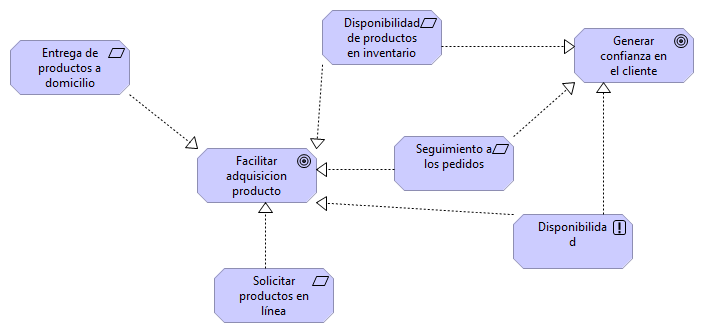 Disponibilidad
de productos
en inventario
Generar
confianza en
el cliente
Entrega de
productos a
domicilio
Seguimiento a
los pedidos
Facilitar
adquisicion
producto
Disponibilida
d
Solicitar
productos en
línea